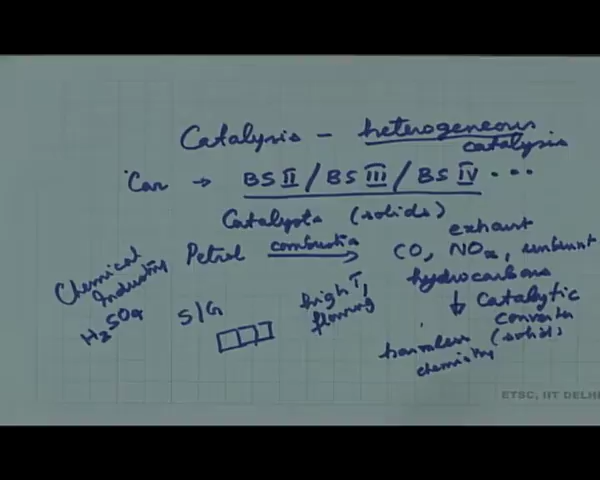 Catalysis - heterogeneous catalysis
Car → BS II / BS III / BS IV ...
Catalysts (solids)
Petrol combustion → exhaust CO, NOx, unburnt hydrocarbons
↓ Catalytic converter (solids)
harmless
chemistry
high T, flowing
S/G
Chemical Industry
H2SO4
ETSC, IIT DELHI